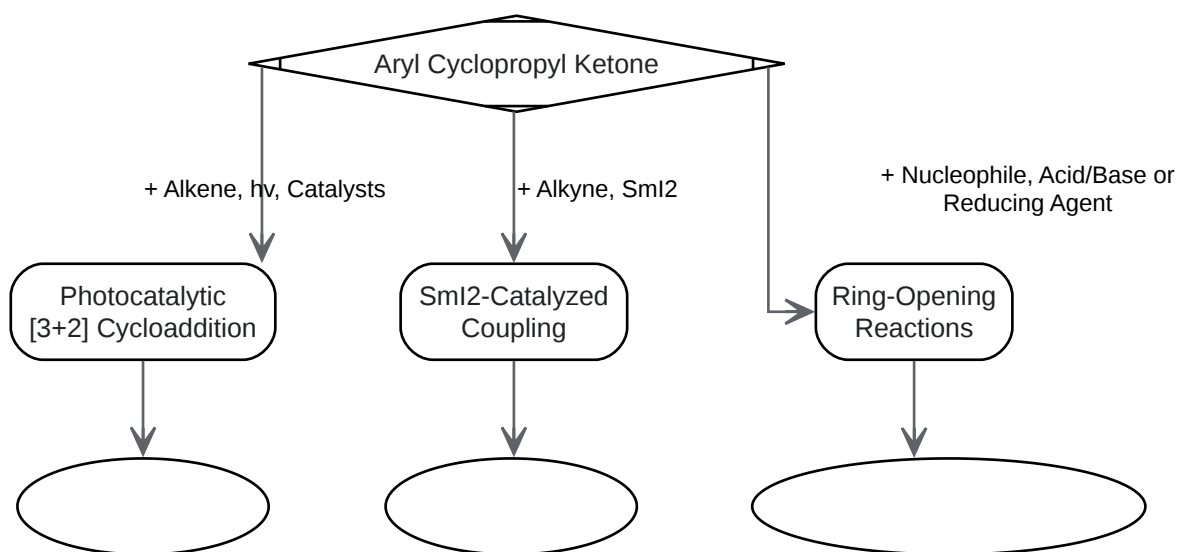 Aryl Cyclopropyl Ketone
+ Alkene, hv, Catalysts
+ Alkyne, SmI2
+ Nucleophile, Acid/Base or
Reducing Agent
Photocatalytic
[3+2] Cycloaddition
SmI2-Catalyzed
Coupling
Ring-Opening
Reactions